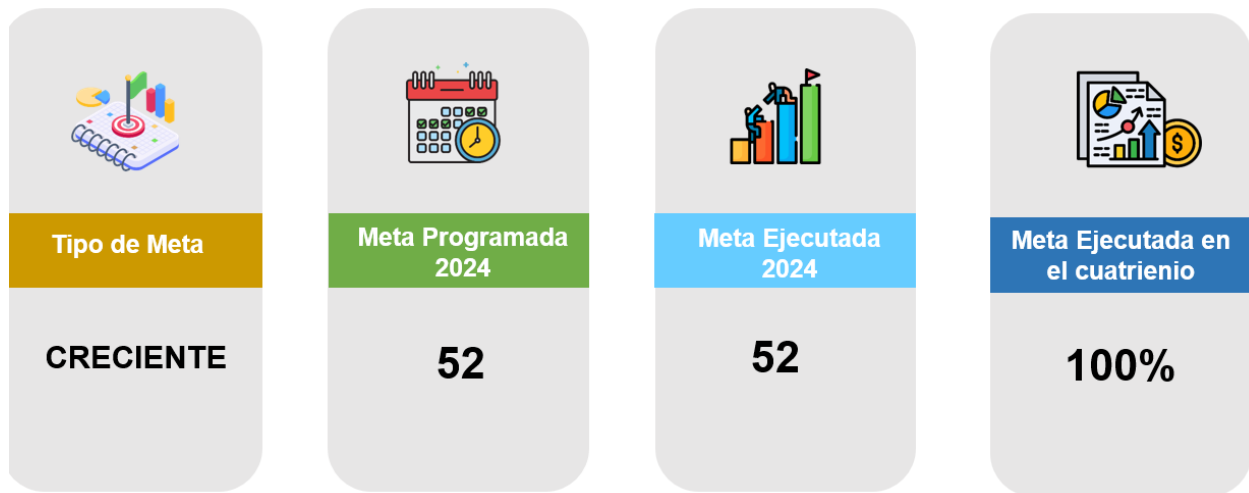 Tipo de Meta
CRECIENTE
Meta Programada
2024
52
Meta Ejecutada
2024
52
Meta Ejecutada en
el cuatrienio
100%